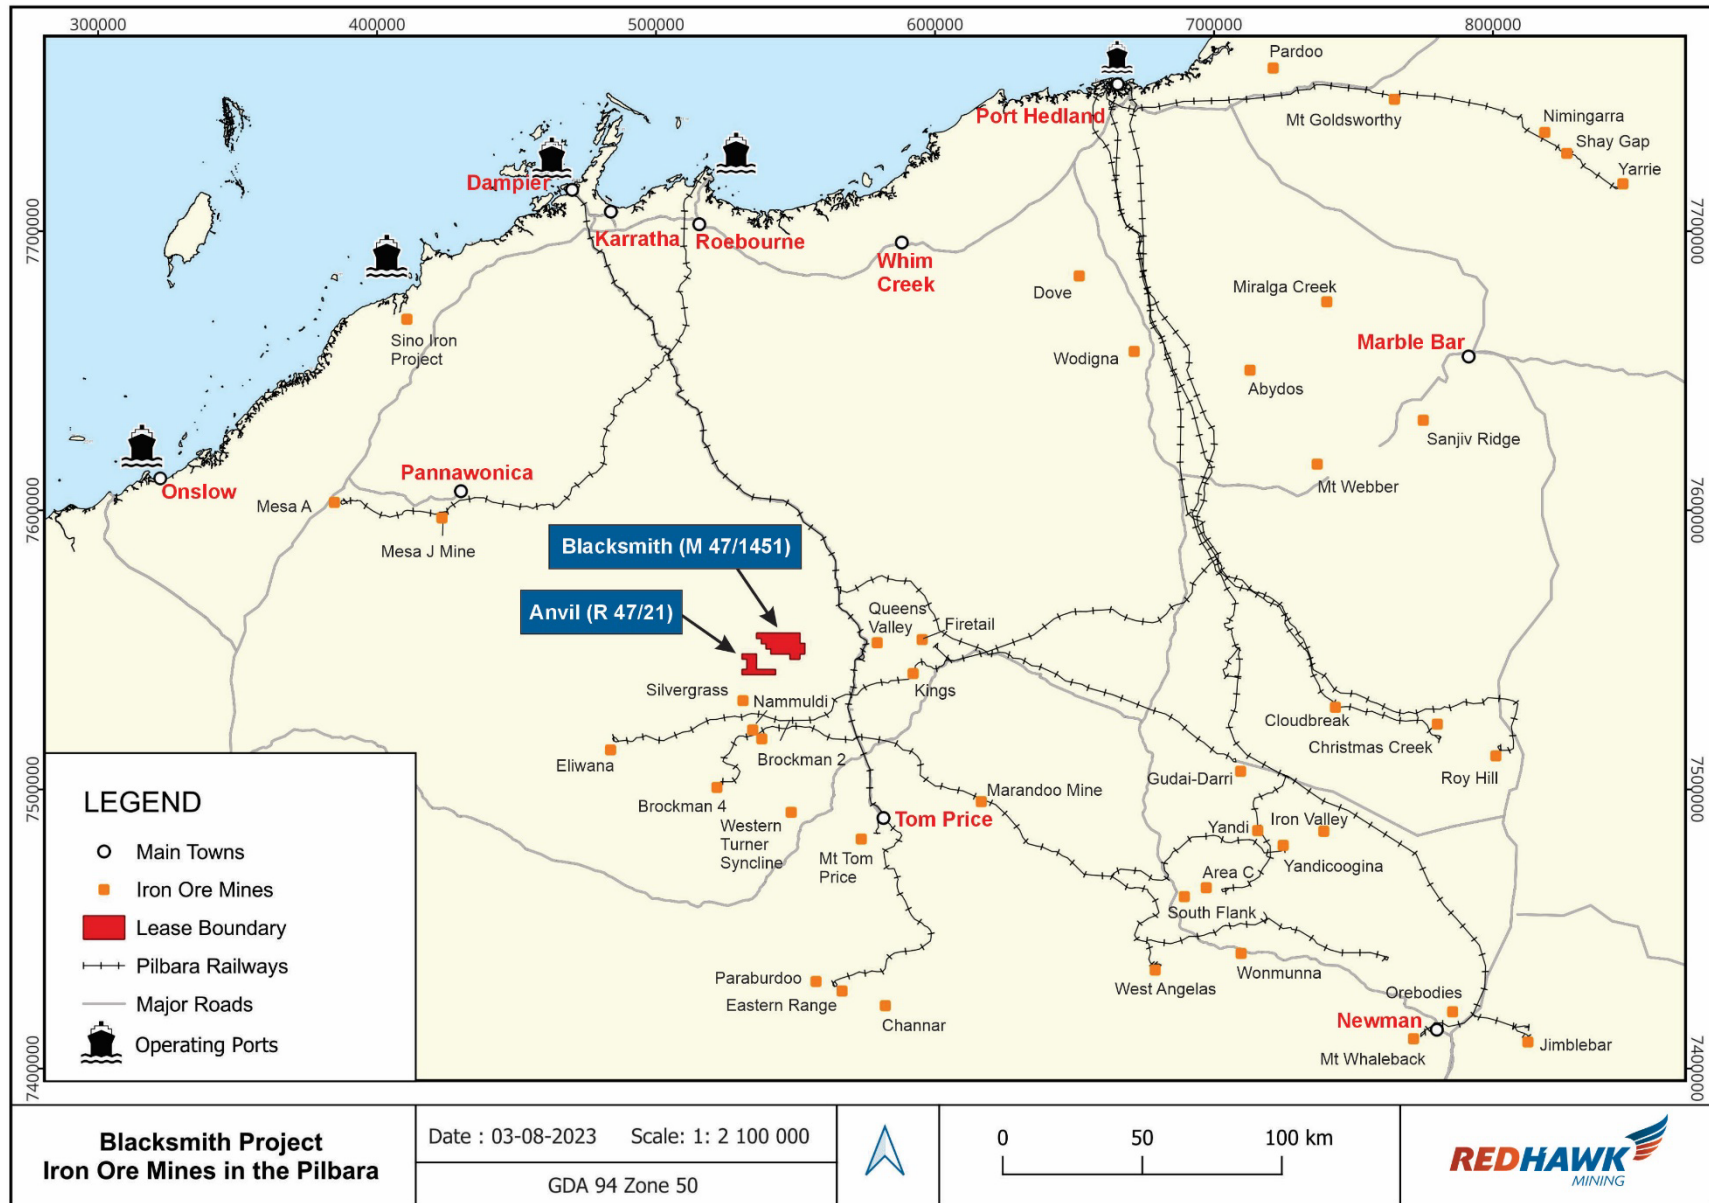 300000
400000
500000
600000
700000
800000
Pardoo
Port Hedland
Mt Goldsworthy
Nimingarra
Shay Gap
Yarrie
Dampier
7700000
7700000
Karratha
Roebourne
Whim
Creek
Dove
Miralga Creek
Sino Iron
Project
Wodigna
Marble Bar
Abydos
Sanjiv Ridge
Pannawonica
Mt Webber
Onslow
Mesa A
7600000
7600000
Mesa J Mine
Blacksmith (M 47/1451)
Anvil (R 47/21)
Queens
Valley
Firetail
Silvergrass
Nammuldi
Kings
Cloudbreak
Christmas Creek
Eliwana
Brockman 2
Gudai-Darri
Roy Hill
7500000
7500000
Brockman 4
Marandoo Mine
Western
Turner
Syncline
Tom Price
Yandi
Iron Valley
Mt Tom
Price
Yandicoogina
Area C
South Flank
Paraburdoo
Eastern Range
Channar
West Angelas
Wonmunna
Orebodies
Newman
Mt Whaleback
Jimblebar
7400000
7400000
LEGEND
Main Towns
Iron Ore Mines
Lease Boundary
Pilbara Railways
Major Roads
Operating Ports
Blacksmith Project
Iron Ore Mines in the Pilbara
Date : 03-08-2023 Scale: 1: 2 100 000
GDA 94 Zone 50
0 50 100 km
REDHAWK
MINING